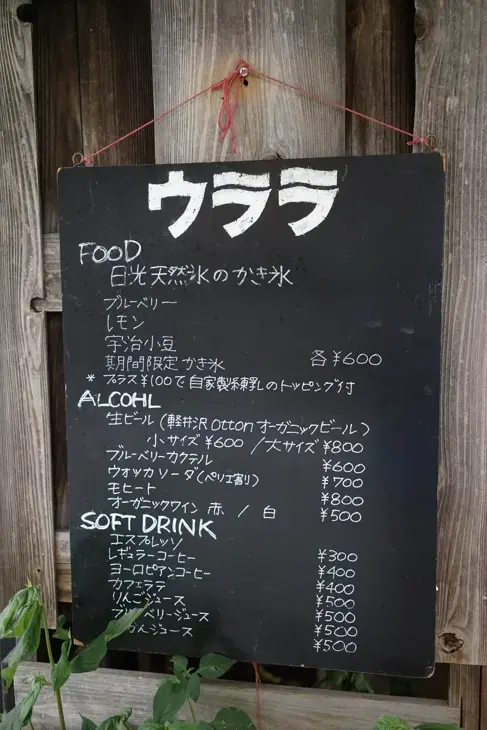 ウララ
FOOD
日光天然氷のかき氷
ブルーベリー
レモン
宇治小豆
期間限定かき氷 各¥600
* プラス¥100で自家製練乳のトッピング付
ALCOHL
生ビール(軽井沢Ottonオーガニックビール)
小サイズ¥600 / 大サイズ¥800
ブルーベリーカクテル ¥600
ウォッカソーダ(ペリエ割り) ¥700
モヒート ¥800
オーガニックワイン 赤 / 白 ¥500
SOFT DRINK
エスプレッソ ¥300
レギュラーコーヒー ¥400
ヨーロピアンコーヒー ¥400
カフェララ ¥500
りんごジュース ¥500
ブルーベリージュース ¥500
んジュース ¥500